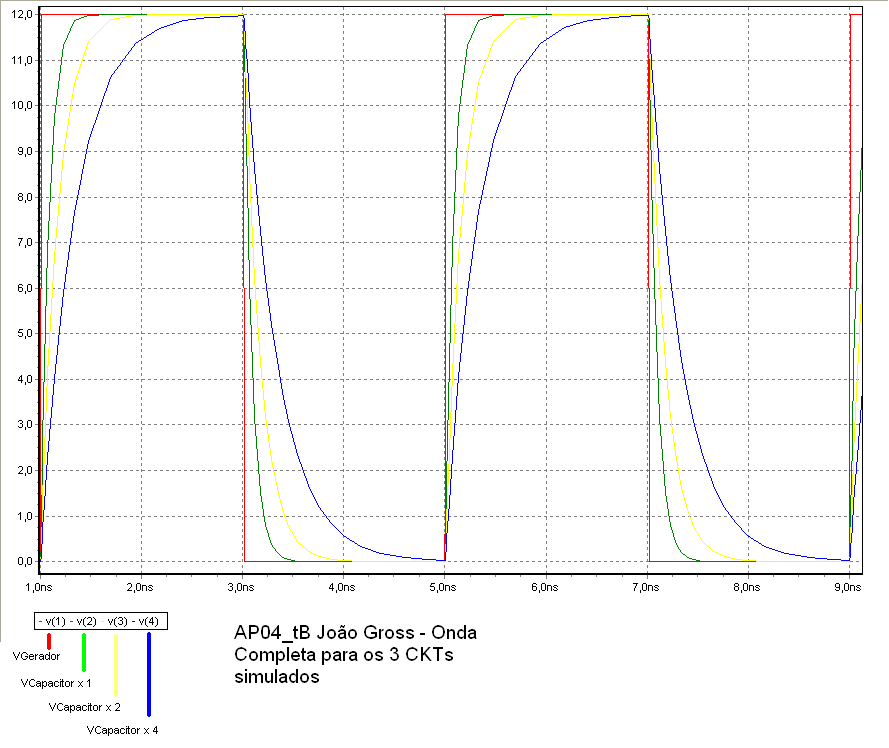 12,0
11,0
10,0
9,0
8,0
7,0
6,0
5,0
4,0
3,0
2,0
1,0
0,0
1,0ns 2,0ns 3,0ns 4,0ns 5,0ns 6,0ns 7,0ns 8,0ns 9,0ns
- v(1) - v(2) - v(3) - v(4)
VGerador
VCapacitor x 1
VCapacitor x 2
VCapacitor x 4
AP04_tB João Gross - Onda
Completa para os 3 CKTs
simulados